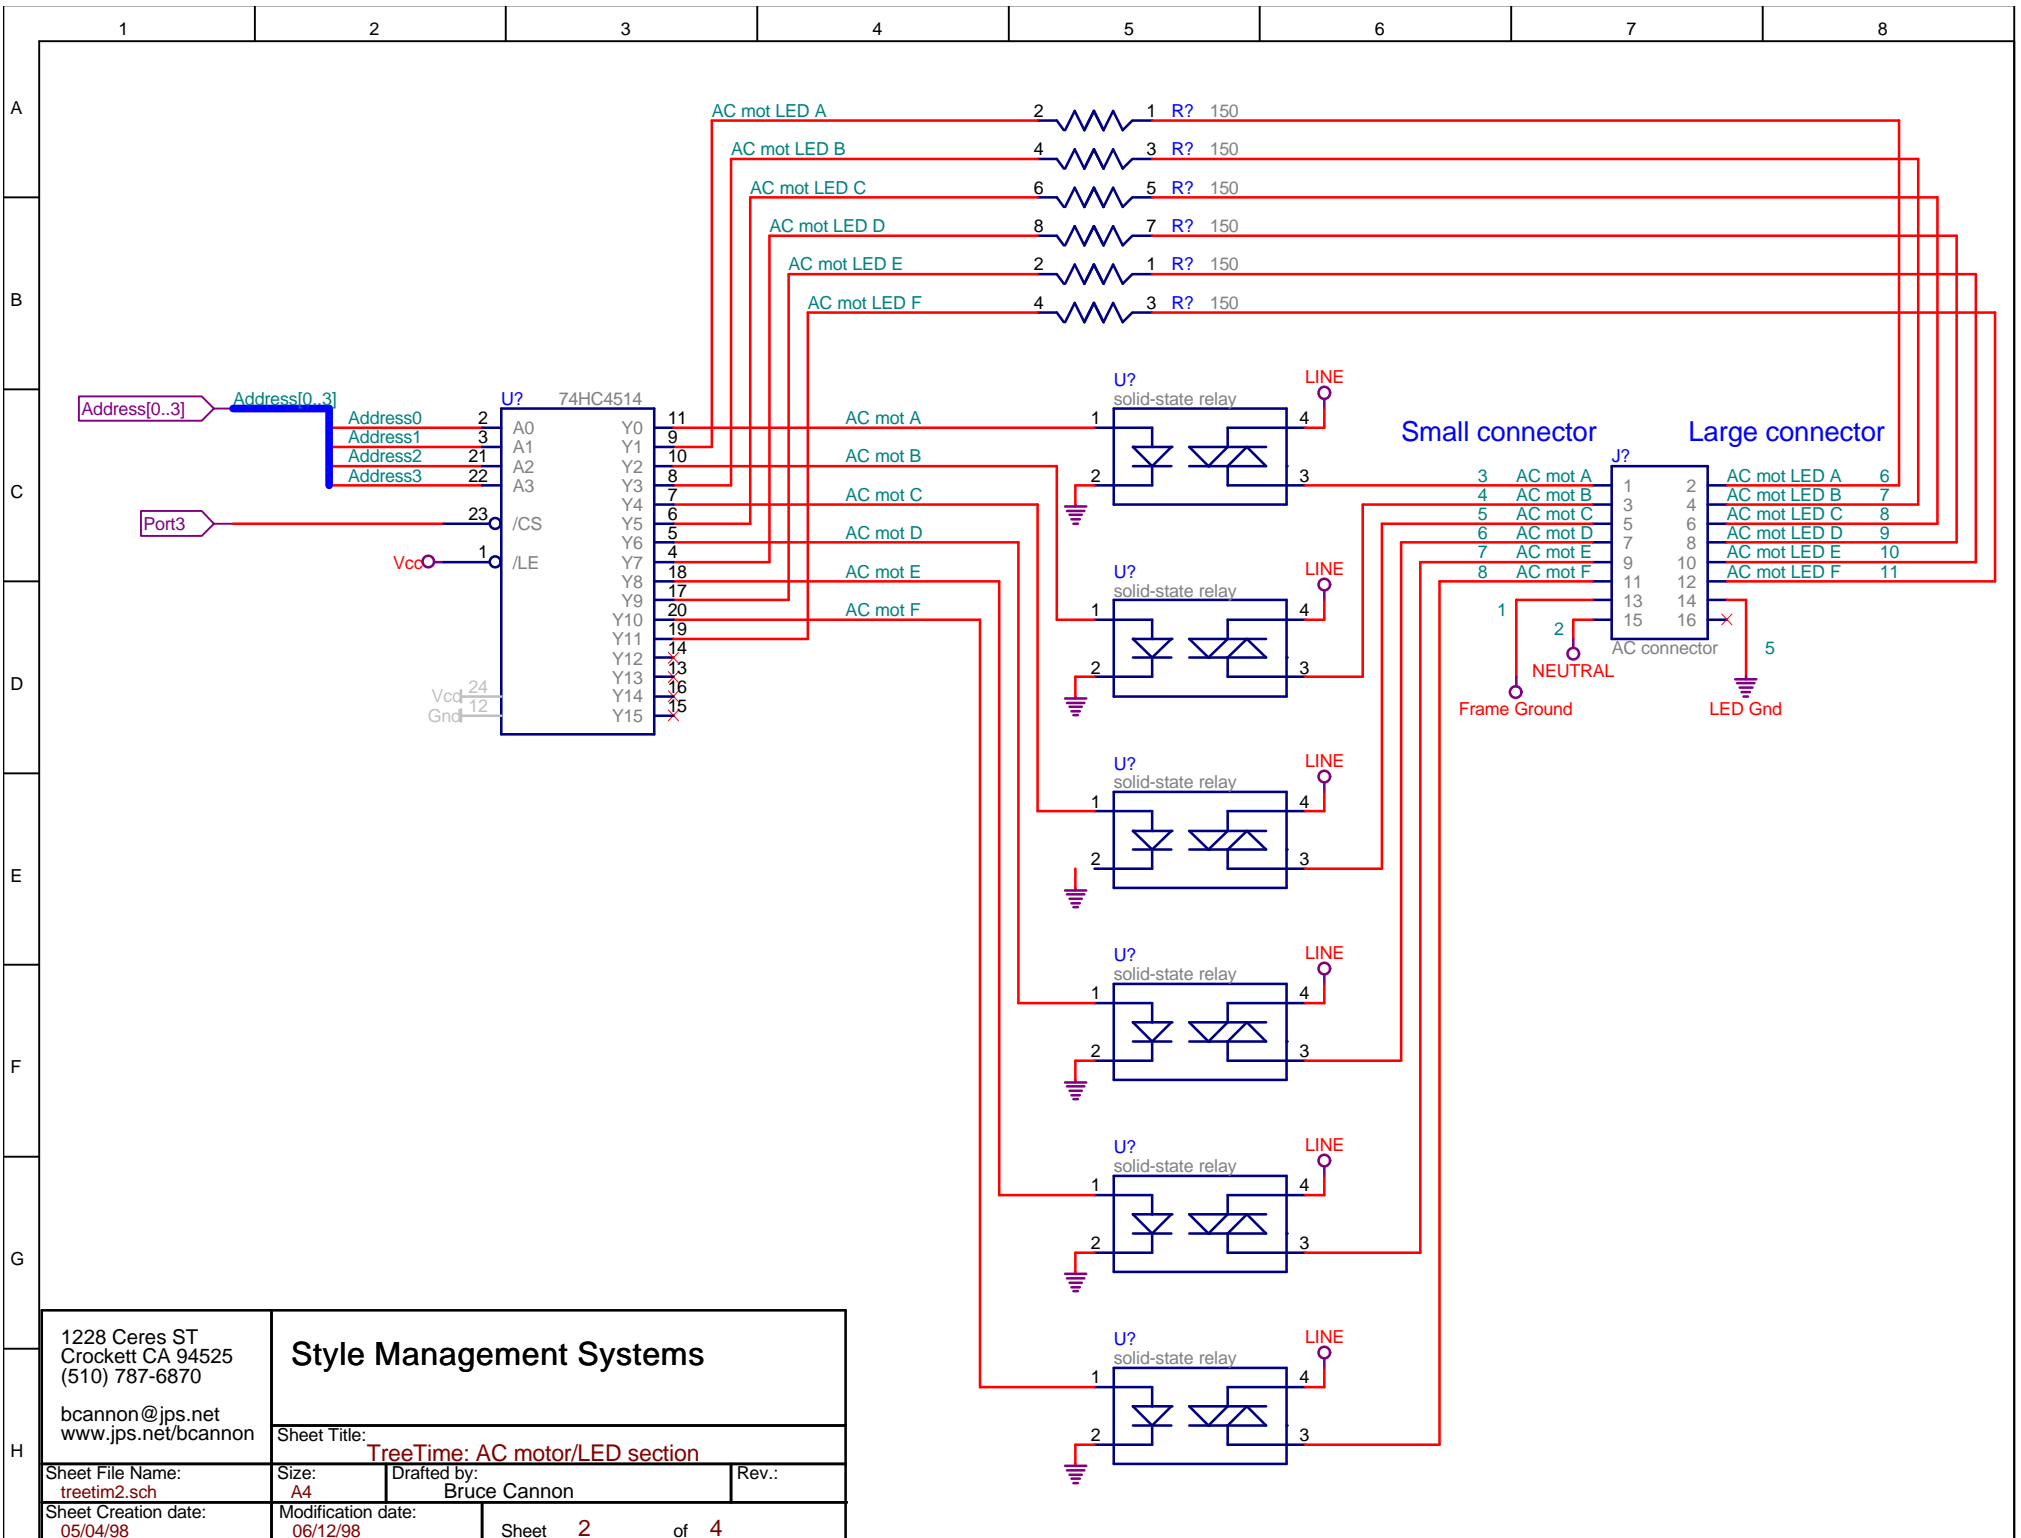 1 2 3 4 5 6 7 8
A
B
C
D
E
F
G
H
AC mot LED A 2 1 R? 150
AC mot LED B 4 3 R? 150
AC mot LED C 6 5 R? 150
AC mot LED D 8 7 R? 150
AC mot LED E 2 1 R? 150
AC mot LED F 4 3 R? 150
Address[0..3]
Address[0..3]
Address0 2
Address1 3
Address2 21
Address3 22
Port3
23
Vcc 1
Vcc 24
Gnd 12
U? 74HC4514
A0 Y0 11
A1 Y1 9
A2 Y2 10
A3 Y3 8
Y4 7
/CS Y5 6
Y6 5
/LE Y7 4
Y8 18
Y9 17
Y10 20
Y11 19
Y12 14
Y13 13
Y14 16
Y15 15
AC mot A
AC mot B
AC mot C
AC mot D
AC mot E
AC mot F
U?
solid-state relay
LINE
1 4
2 3
U?
solid-state relay
LINE
1 4
2 3
U?
solid-state relay
LINE
1 4
2 3
U?
solid-state relay
LINE
1 4
2 3
U?
solid-state relay
LINE
1 4
2 3
U?
solid-state relay
LINE
1 4
2 3
Small connector
Large connector
J?
3 AC mot A 1 2 AC mot LED A 6
4 AC mot B 3 4 AC mot LED B 7
5 AC mot C 5 6 AC mot LED C 8
6 AC mot D 7 8 AC mot LED D 9
7 AC mot E 9 10 AC mot LED E 10
8 AC mot F 11 12 AC mot LED F 11
1 13 14
2 15 16
AC connector 5
NEUTRAL
Frame Ground
LED Gnd
1228 Ceres ST
Crockett CA 94525
(510) 787-6870
bcannon@jps.net
www.jps.net/bcannon
Style Management Systems
Sheet Title:
TreeTime: AC motor/LED section
Sheet File Name:
treetim2.sch
Size:
A4
Drafted by:
Bruce Cannon
Rev.:
Sheet Creation date:
05/04/98
Modification date:
06/12/98
Sheet 2 of 4